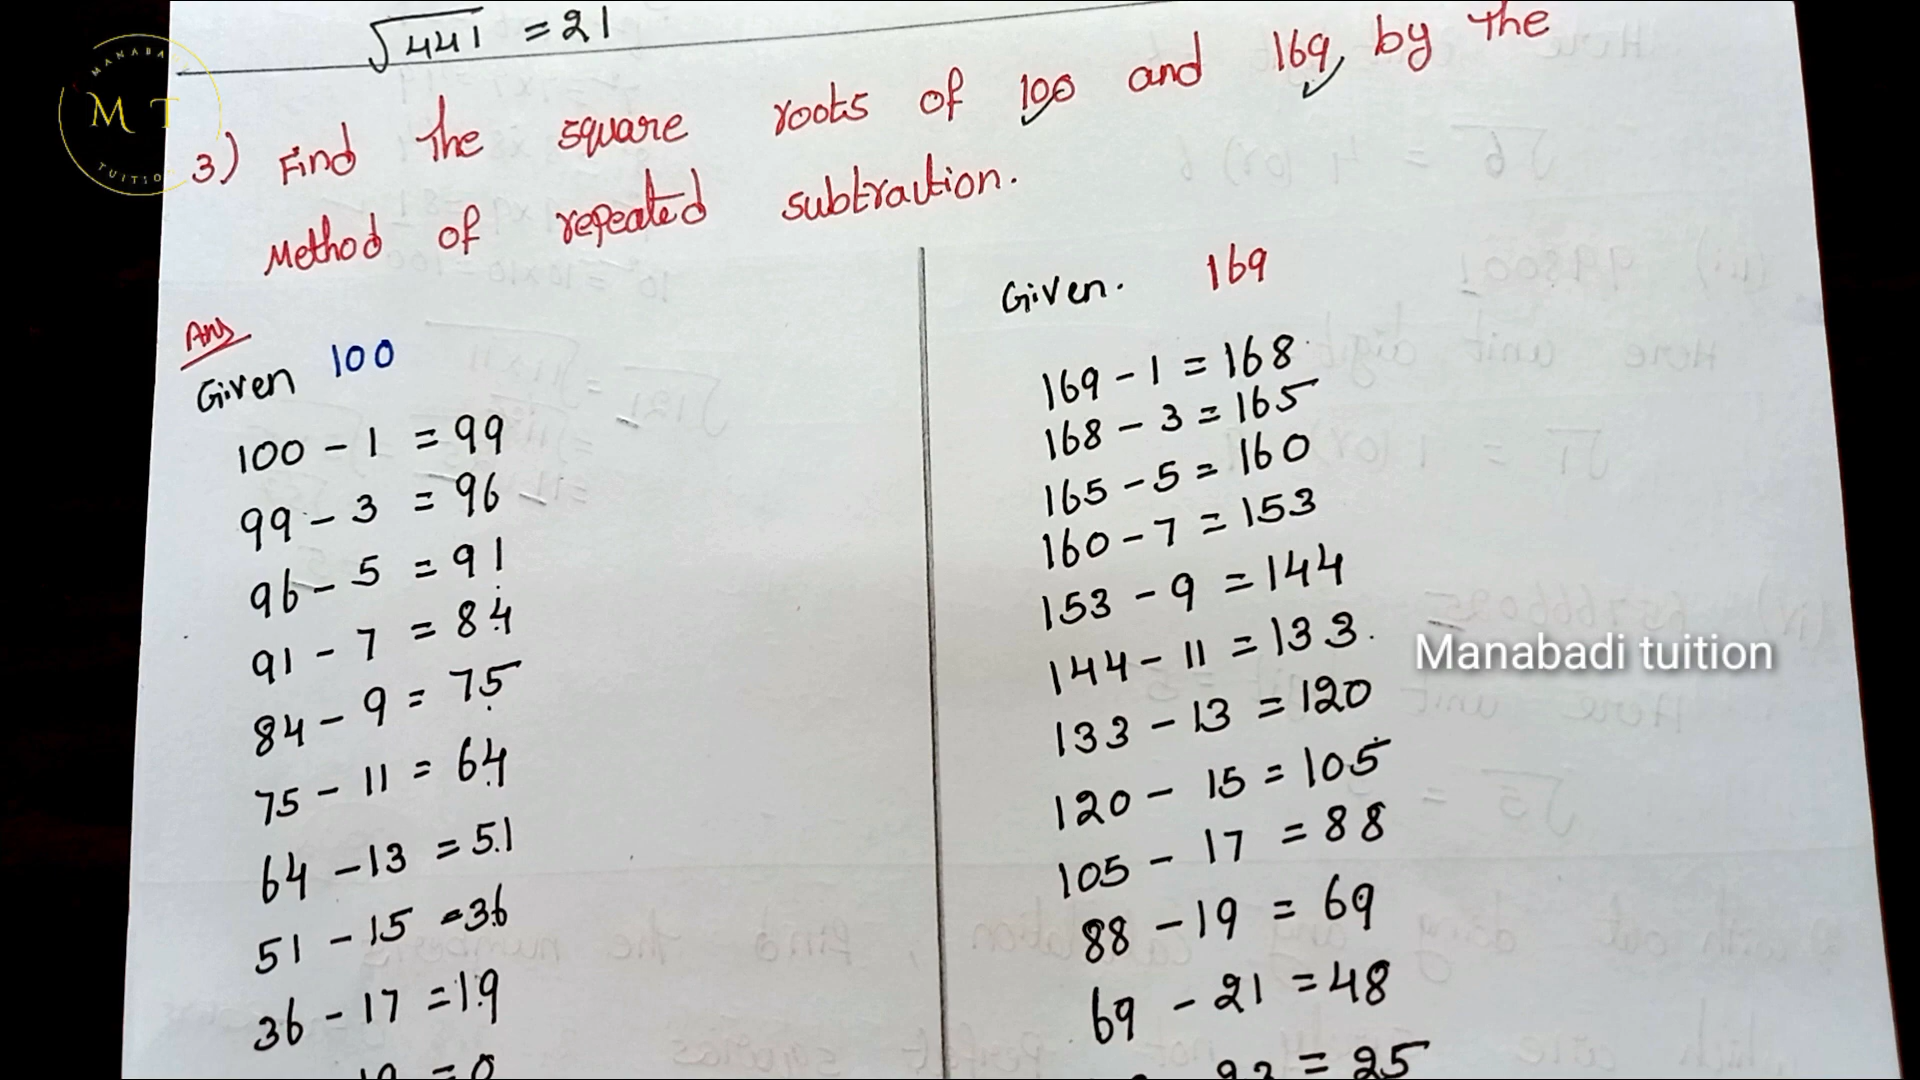 √441 = 21
MANABA
M T
TUITION
3) Find the square roots of 100 and 169, by the
Method of repeated subtraction.
Ans
Given 100
100 - 1 = 99
99 - 3 = 96
96 - 5 = 91
91 - 7 = 84
84 - 9 = 75
75 - 11 = 64
64 - 13 = 51
51 - 15 = 36
36 - 17 = 19
19 = 0
Given. 169
169 - 1 = 168
168 - 3 = 165
165 - 5 = 160
160 - 7 = 153
153 - 9 = 144
144 - 11 = 133.
133 - 13 = 120
120 - 15 = 105
105 - 17 = 88
88 - 19 = 69
69 - 21 = 48
23 = 25
Manabadi tuition